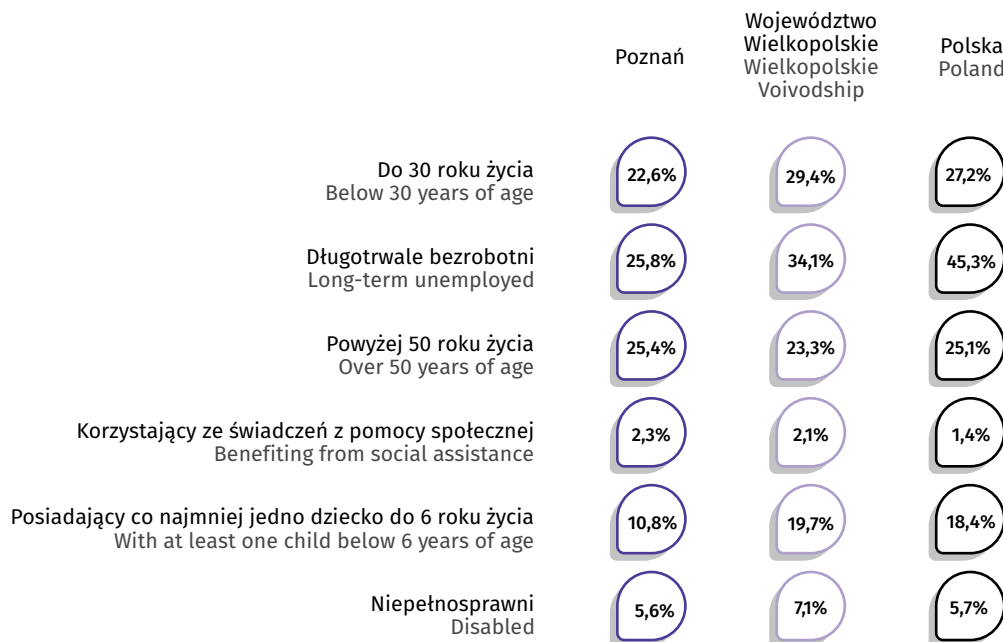 Poznań
Województwo
Wielkopolskie
Wielkopolskie
Voivodship
Polska
Poland
Do 30 roku życia
Below 30 years of age
22,6%
29,4%
27,2%
Długotrwale bezrobotni
Long-term unemployed
25,8%
34,1%
45,3%
Powyżej 50 roku życia
Over 50 years of age
25,4%
23,3%
25,1%
Korzystający ze świadczeń z pomocy społecznej
Benefiting from social assistance
2,3%
2,1%
1,4%
Posiadający co najmniej jedno dziecko do 6 roku życia
With at least one child below 6 years of age
10,8%
19,7%
18,4%
Niepełnosprawni
Disabled
5,6%
7,1%
5,7%